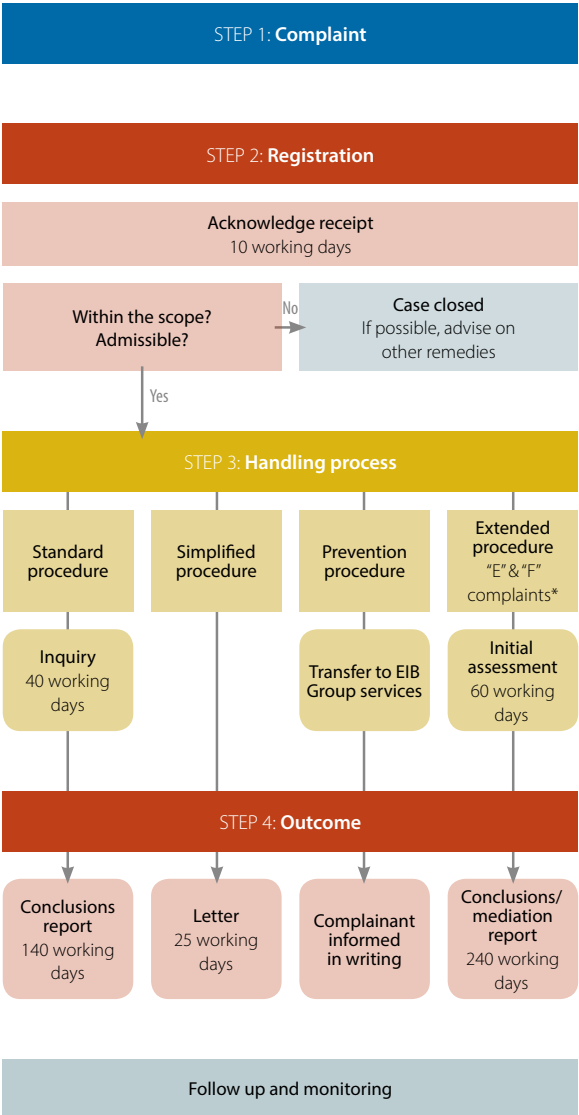 STEP 1: Complaint
STEP 2: Registration
Acknowledge receipt
10 working days
Within the scope?
Admissible?
No
Case closed
If possible, advise on
other remedies
Yes
STEP 3: Handling process
Standard
procedure
Simplified
procedure
Prevention
procedure
Extended
procedure
“E” & “F”
complaints*
Inquiry
40 working
days
Transfer to EIB
Group services
Initial
assessment
60 working
days
STEP 4: Outcome
Conclusions
report
140 working
days
Letter
25 working
days
Complainant
informed
in writing
Conclusions/
mediation
report
240 working
days
Follow up and monitoring